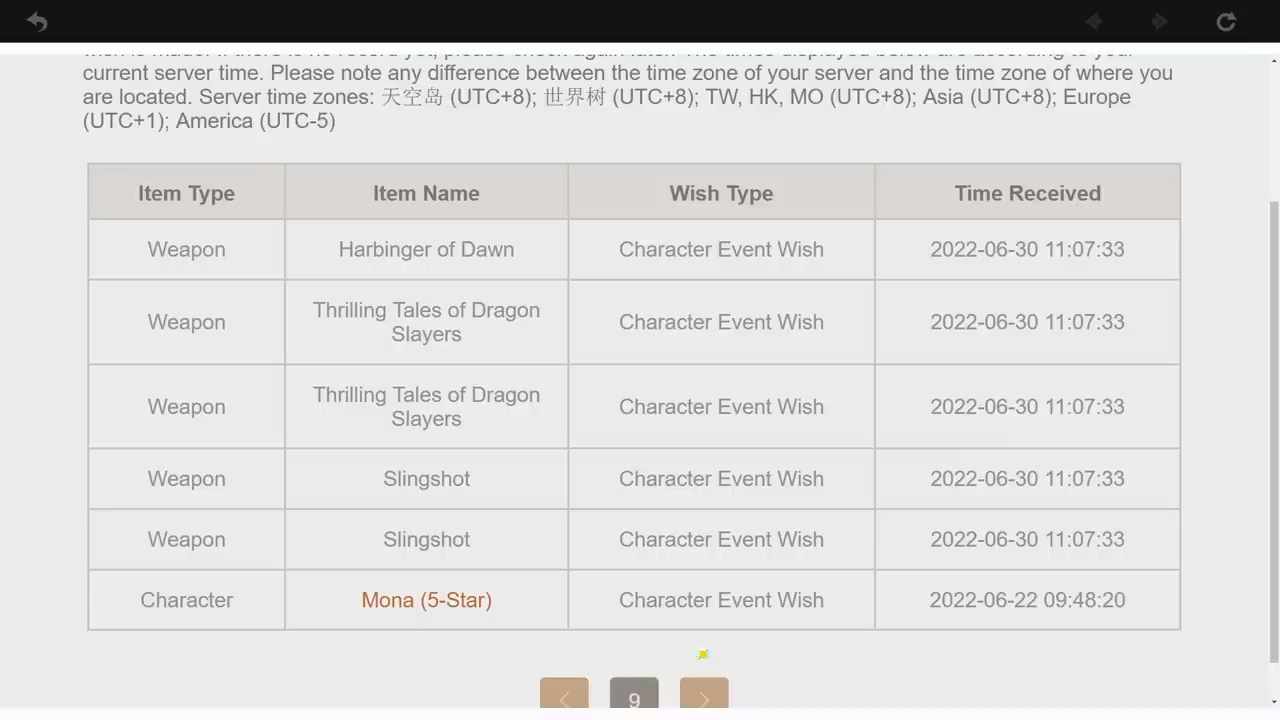 current server time. Please note any difference between the time zone of your server and the time zone of where you
are located. Server time zones: 天空岛 (UTC+8); 世界树 (UTC+8); TW, HK, MO (UTC+8); Asia (UTC+8); Europe
(UTC+1); America (UTC-5)
Item Type Item Name Wish Type Time Received
Weapon Harbinger of Dawn Character Event Wish 2022-06-30 11:07:33
Weapon Thrilling Tales of Dragon Slayers Character Event Wish 2022-06-30 11:07:33
Weapon Thrilling Tales of Dragon Slayers Character Event Wish 2022-06-30 11:07:33
Weapon Slingshot Character Event Wish 2022-06-30 11:07:33
Weapon Slingshot Character Event Wish 2022-06-30 11:07:33
Character Mona (5-Star) Character Event Wish 2022-06-22 09:48:20
9